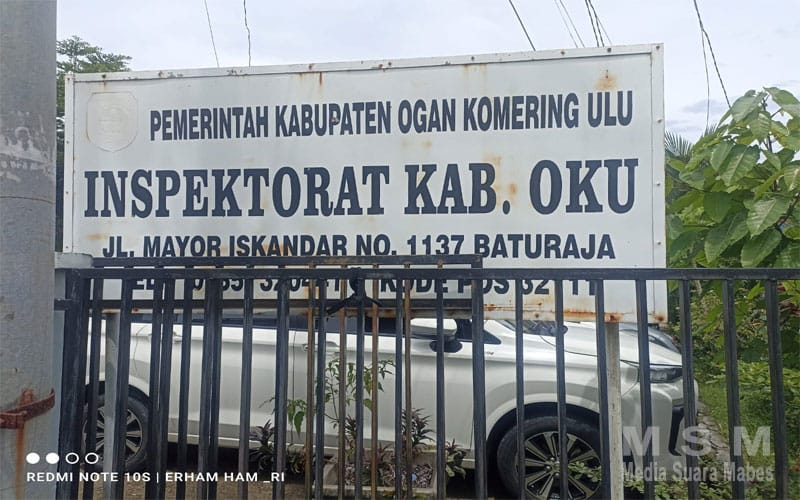 PEMERINTAH KABUPATEN OGAN KOMERING ULU
INSPEKTORAT KAB. OKU
JL. MAYOR ISKANDAR NO. 1137 BATURAJA
KODE POS
REDMI NOTE 10S | ERHAM HAM _RI
M S M
Media Suara Mabes